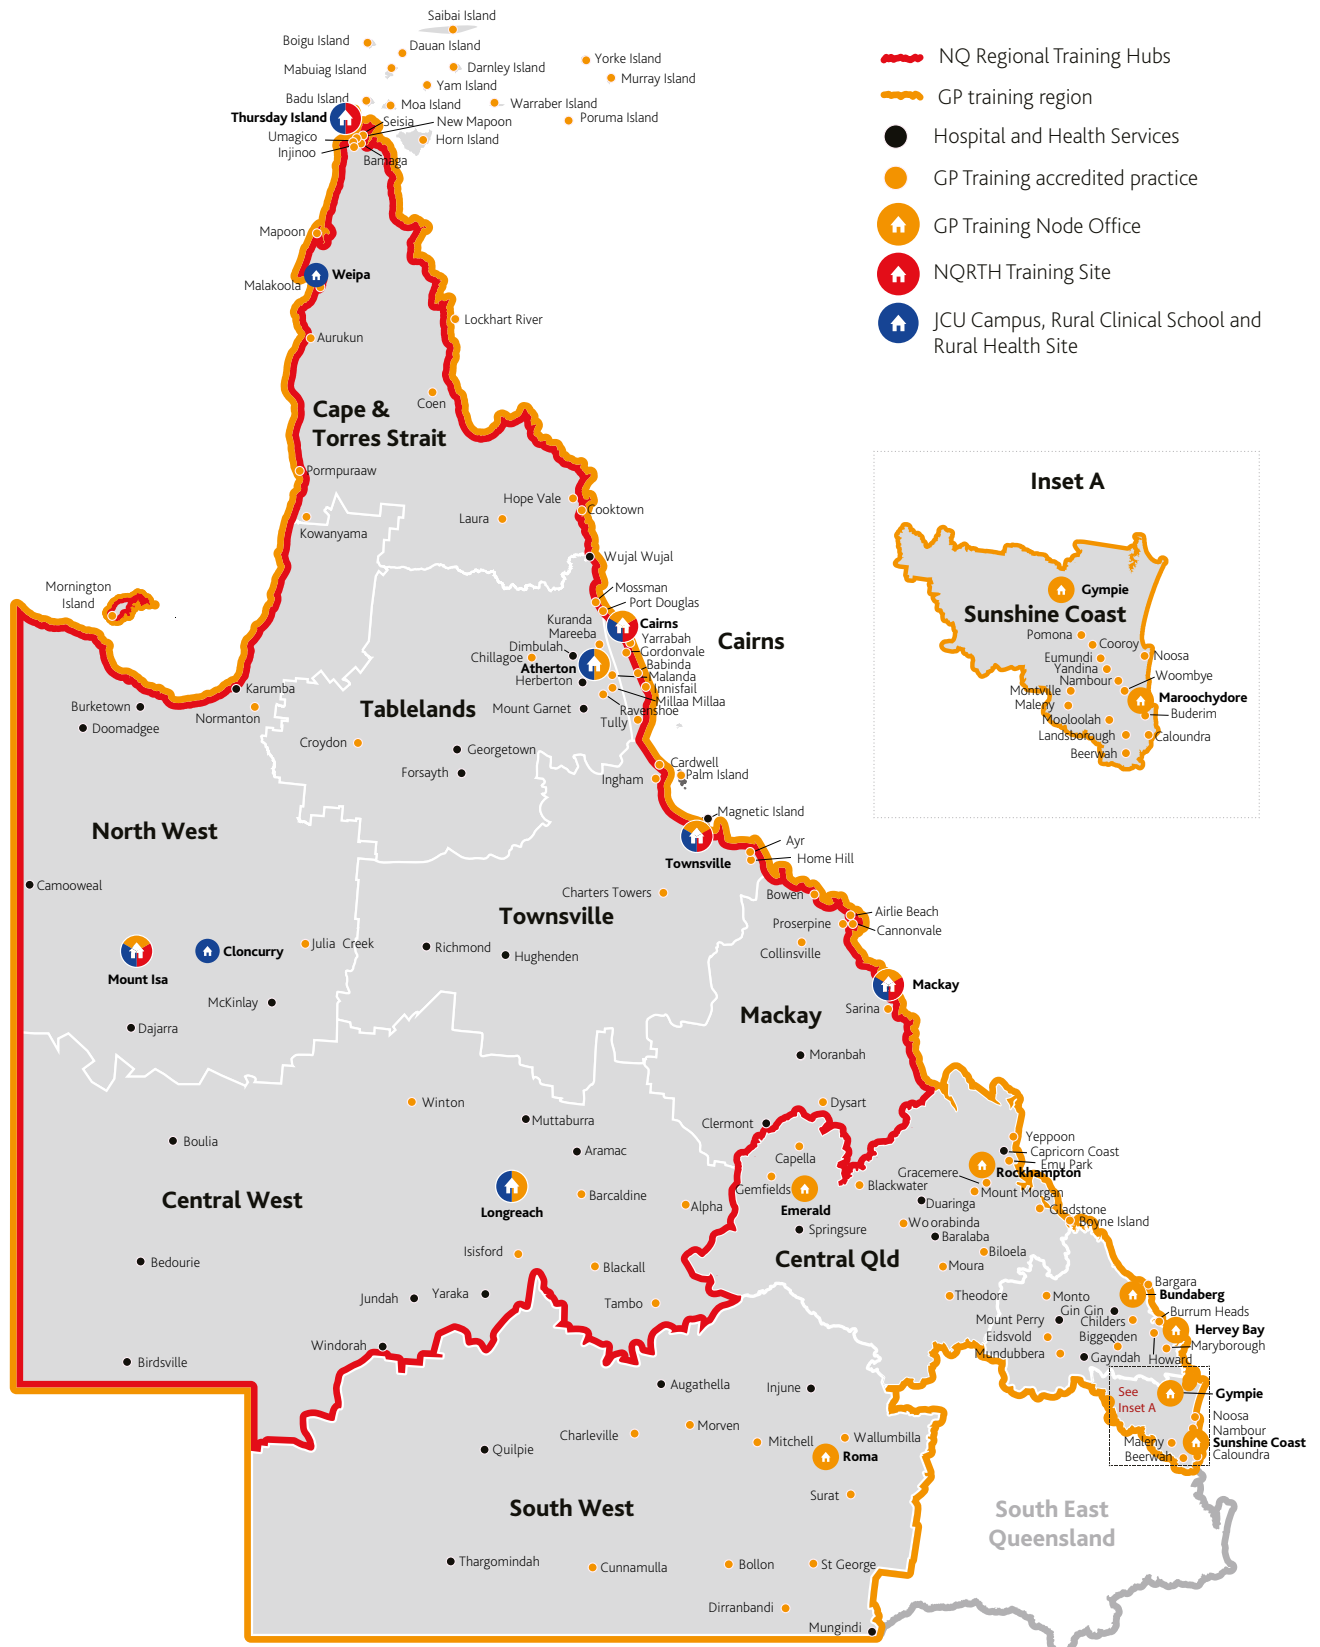 Saibai Island
Boigu Island
Dauan Island
Mabuiag Island
Darnley Island
Yorke Island
Murray Island
Yam Island
Badu Island
Moa Island
Warraber Island
Poruma Island
Thursday Island
Seisia
New Mapoon
Umagico
Horn Island
Injinoo
Bamaga
NQ Regional Training Hubs
GP training region
Hospital and Health Services
GP Training accredited practice
GP Training Node Office
NQRTH Training Site
JCU Campus, Rural Clinical School and
Rural Health Site
Mapoon
Weipa
Malakoola
Lockhart River
Aurukun
Coen
Cape &
Torres Strait
Pormpuraaw
Hope Vale
Laura
Cooktown
Kowanyama
Wujal Wujal
Mornington
Island
Mossman
Port Douglas
Kuranda
Cairns
Mareeba
Yarrabah
Cairns
Dimbulah
Gordonvale
Chillagoe
Atherton
Babinda
Malanda
Herberton
Innisfail
Millaa Millaa
Karumba
Burketown
Normanton
Tablelands
Mount Garnet
Ravenshoe
Tully
Doomadgee
Croydon
Georgetown
Forsayth
Cardwell
Ingham
Palm Island
Magnetic Island
North West
Townsville
Ayr
Home Hill
Camooweal
Charters Towers
Bowen
Townsville
Airlie Beach
Proserpine
Cannonvale
Julia Creek
Cloncurry
Richmond
Hughenden
Collinsville
Mount Isa
Mackay
McKinlay
Sarina
Mackay
Dajarra
Moranbah
Winton
Dysart
Muttaburra
Clermont
Boulia
Aramac
Capella
Yeppoon
Capricorn Coast
Emu Park
Gracemere
Rockhampton
Central West
Barcaldine
Gemfields
Blackwater
Mount Morgan
Longreach
Alpha
Emerald
Duaringa
Gladstone
Springsure
Woorabinda
Boyne Island
Baralaba
Isisford
Central Qld
Biloela
Bedourie
Blackall
Moura
Jundah
Yaraka
Tambo
Theodore
Monto
Bargara
Bundaberg
Gin Gin
Burrum Heads
Mount Perry
Childers
Hervey Bay
Windorah
Eidsvold
Biggenden
Maryborough
Birdsville
Mundubbera
Gayndah
Howard
Augathella
Injune
See
Inset A
Gympie
Noosa
Nambour
Maleny
Sunshine Coast
Beerwah
Caloundra
Morven
Charleville
Mitchell
Wallumbilla
Quilpie
Roma
Surat
South West
South East
Queensland
Thargomindah
Cunnamulla
Bollon
St George
Dirranbandi
Mungindi
Inset A
Gympie
Sunshine Coast
Pomona
Cooroy
Eumundi
Noosa
Yandina
Nambour
Woombye
Montville
Maroochydore
Maleny
Buderim
Mooloolah
Landsborough
Caloundra
Beerwah